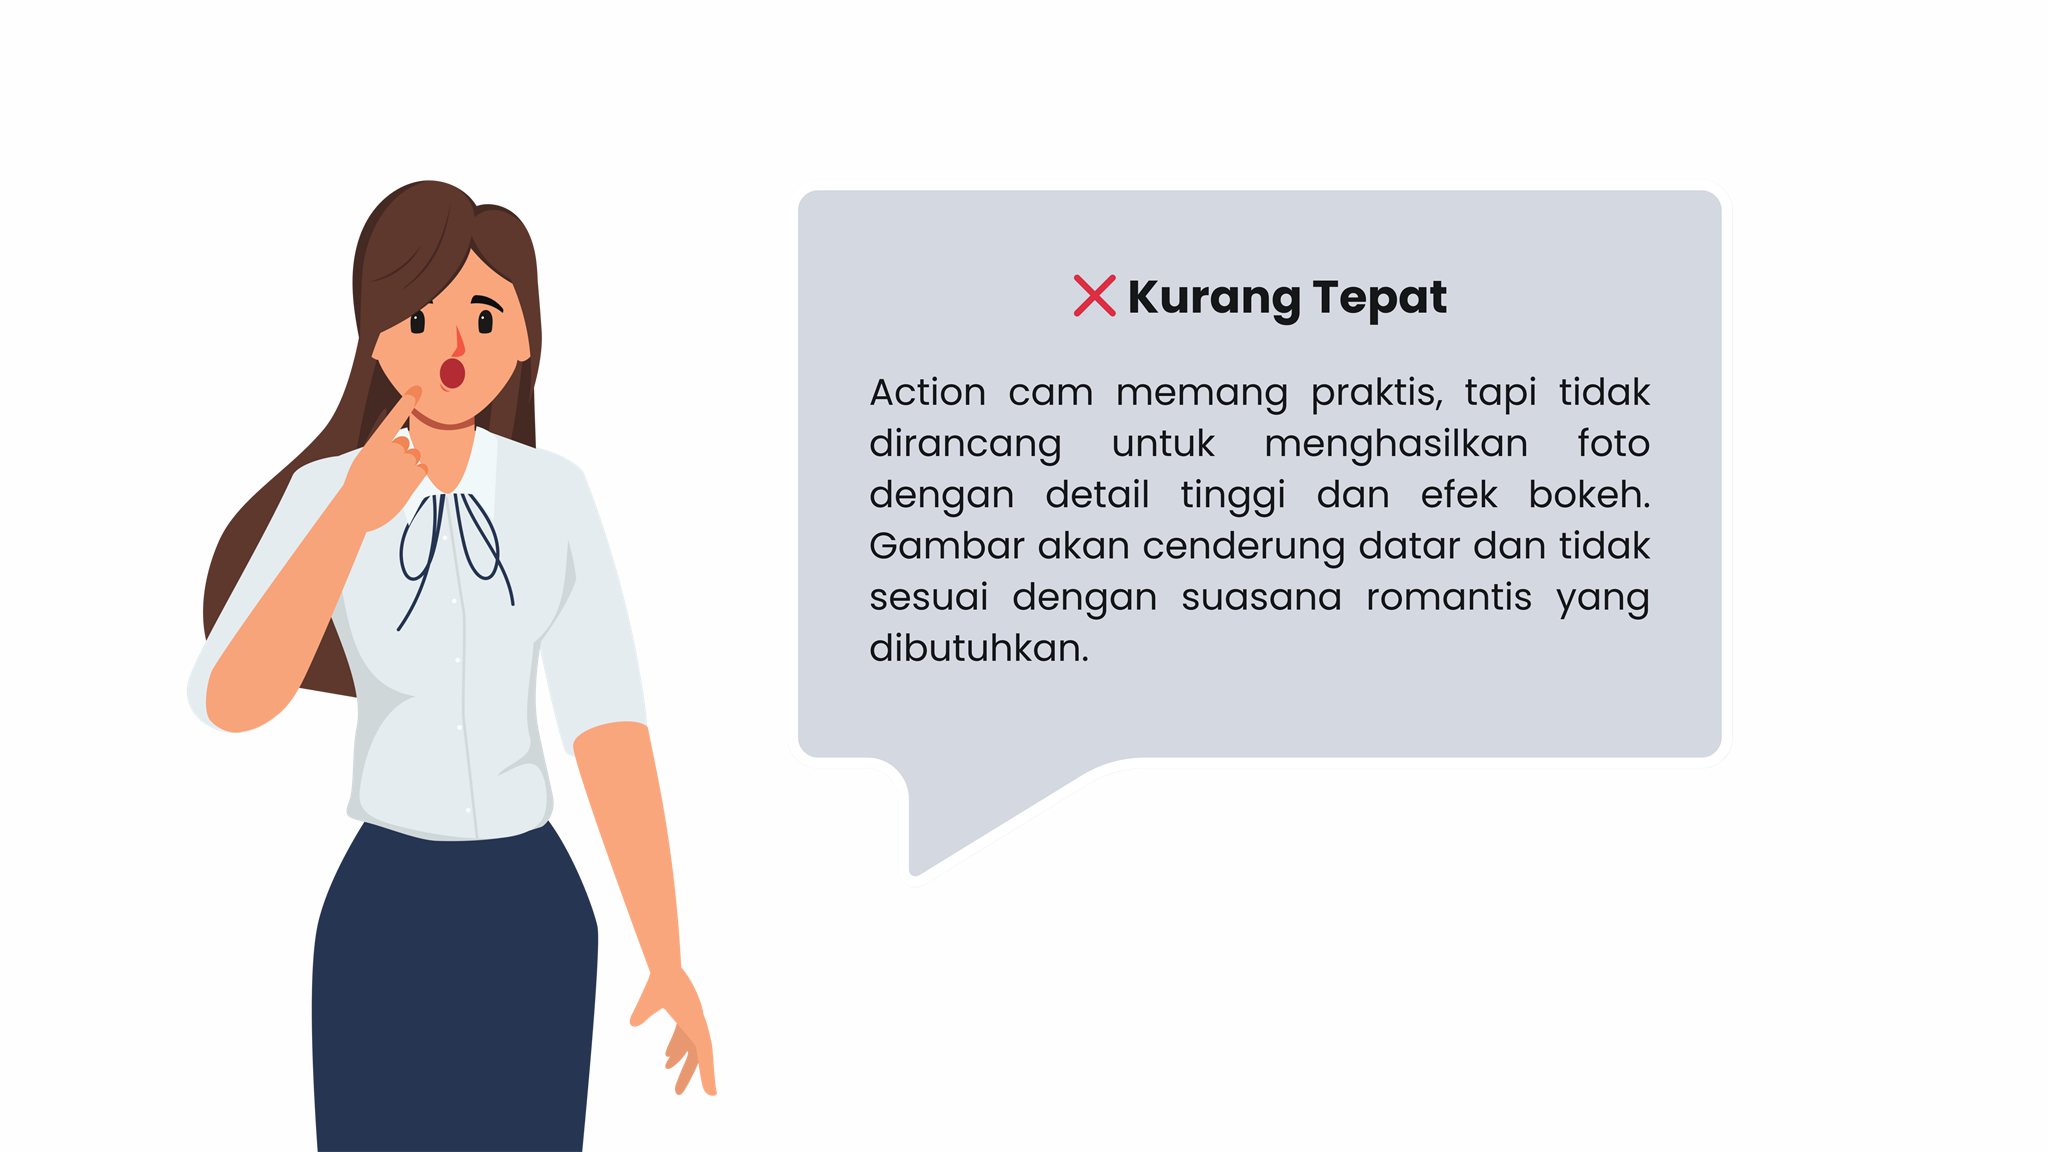 Kurang Tepat
Action cam memang praktis, tapi tidak
dirancang untuk menghasilkan foto
dengan detail tinggi dan efek bokeh.
Gambar akan cenderung datar dan tidak
sesuai dengan suasana romantis yang
dibutuhkan.